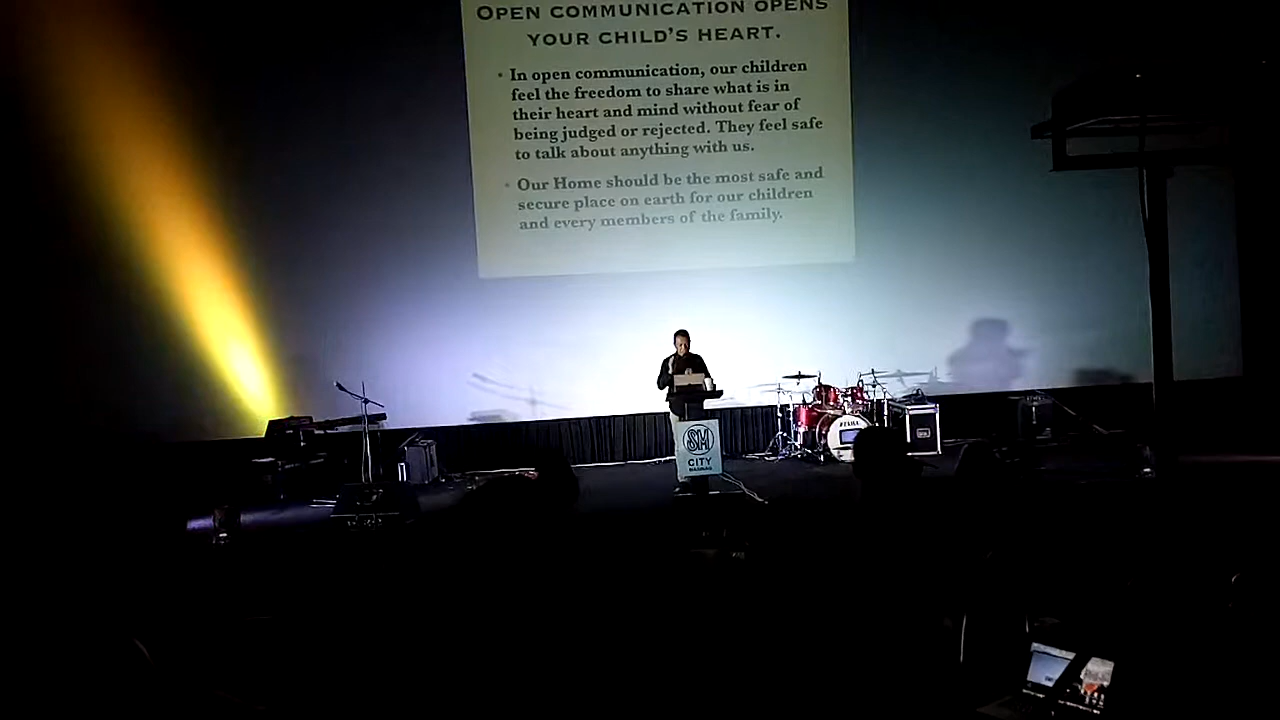 OPEN COMMUNICATION OPENS
YOUR CHILD'S HEART.
• In open communication, our children
feel the freedom to share what is in
their heart and mind without fear of
being judged or rejected. They feel safe
to talk about anything with us.
• Our Home should be the most safe and
secure place on earth for our children
and every members of the family.
SM
CITY
TAMA